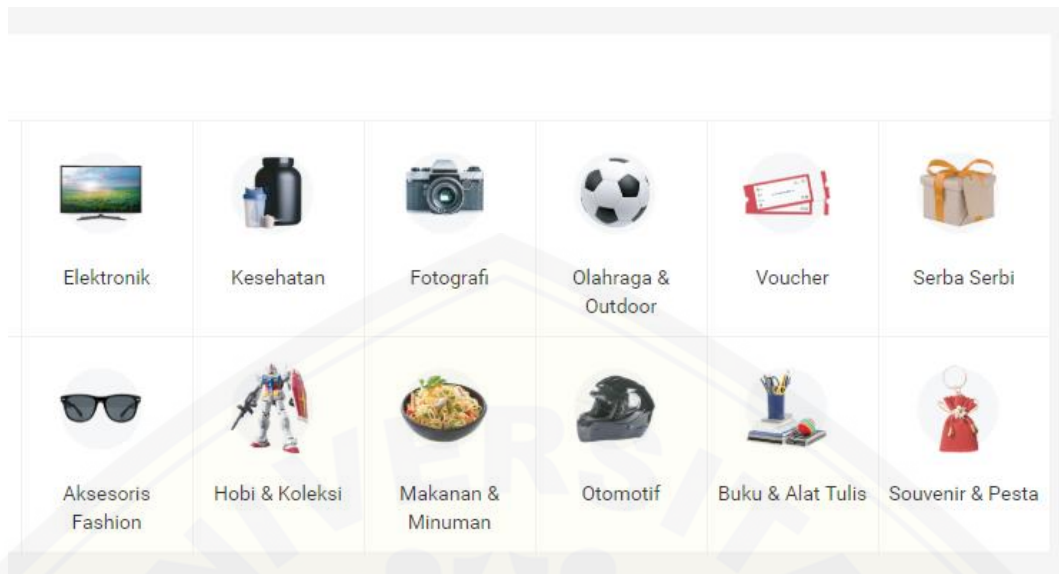 Elektronik
Kesehatan
Fotografi
Olahraga &
Outdoor
Voucher
Serba Serbi
Aksesoris
Fashion
Hobi & Koleksi
Makanan &
Minuman
Otomotif
Buku & Alat Tulis
Souvenir & Pesta